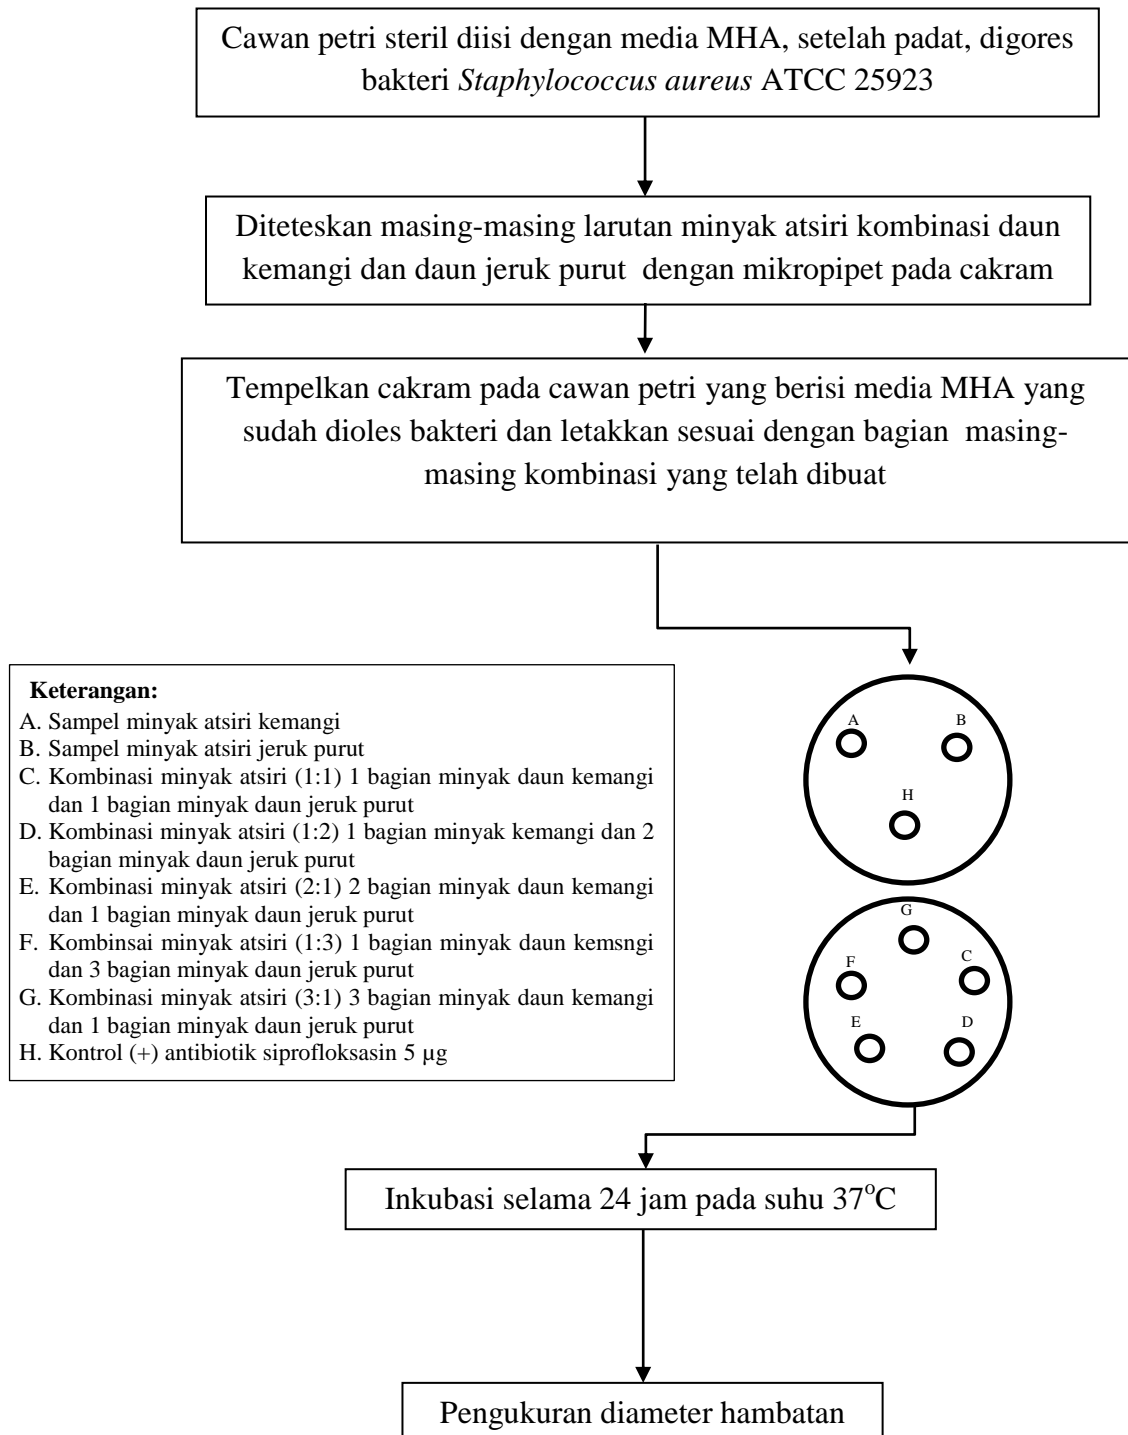 Cawan petri steril diisi dengan media MHA, setelah padat, digores
bakteri Staphylococcus aureus ATCC 25923
Diteteskan masing-masing larutan minyak atsiri kombinasi daun
kemangi dan daun jeruk purut dengan mikropipet pada cakram
Tempelkan cakram pada cawan petri yang berisi media MHA yang
sudah dioles bakteri dan letakkan sesuai dengan bagian masing-
masing kombinasi yang telah dibuat
Keterangan:
A. Sampel minyak atsiri kemangi
B. Sampel minyak atsiri jeruk purut
C. Kombinasi minyak atsiri (1:1) 1 bagian minyak daun kemangi
dan 1 bagian minyak daun jeruk purut
D. Kombinasi minyak atsiri (1:2) 1 bagian minyak kemangi dan 2
bagian minyak daun jeruk purut
E. Kombinasi minyak atsiri (2:1) 2 bagian minyak daun kemangi
dan 1 bagian minyak daun jeruk purut
F. Kombinsai minyak atsiri (1:3) 1 bagian minyak daun kemsngi
dan 3 bagian minyak daun jeruk purut
G. Kombinasi minyak atsiri (3:1) 3 bagian minyak daun kemangi
dan 1 bagian minyak daun jeruk purut
H. Kontrol (+) antibiotik siprofloksasin 5 µg
A
B
H
G
F
C
E
D
Inkubasi selama 24 jam pada suhu 37°C
Pengukuran diameter hambatan